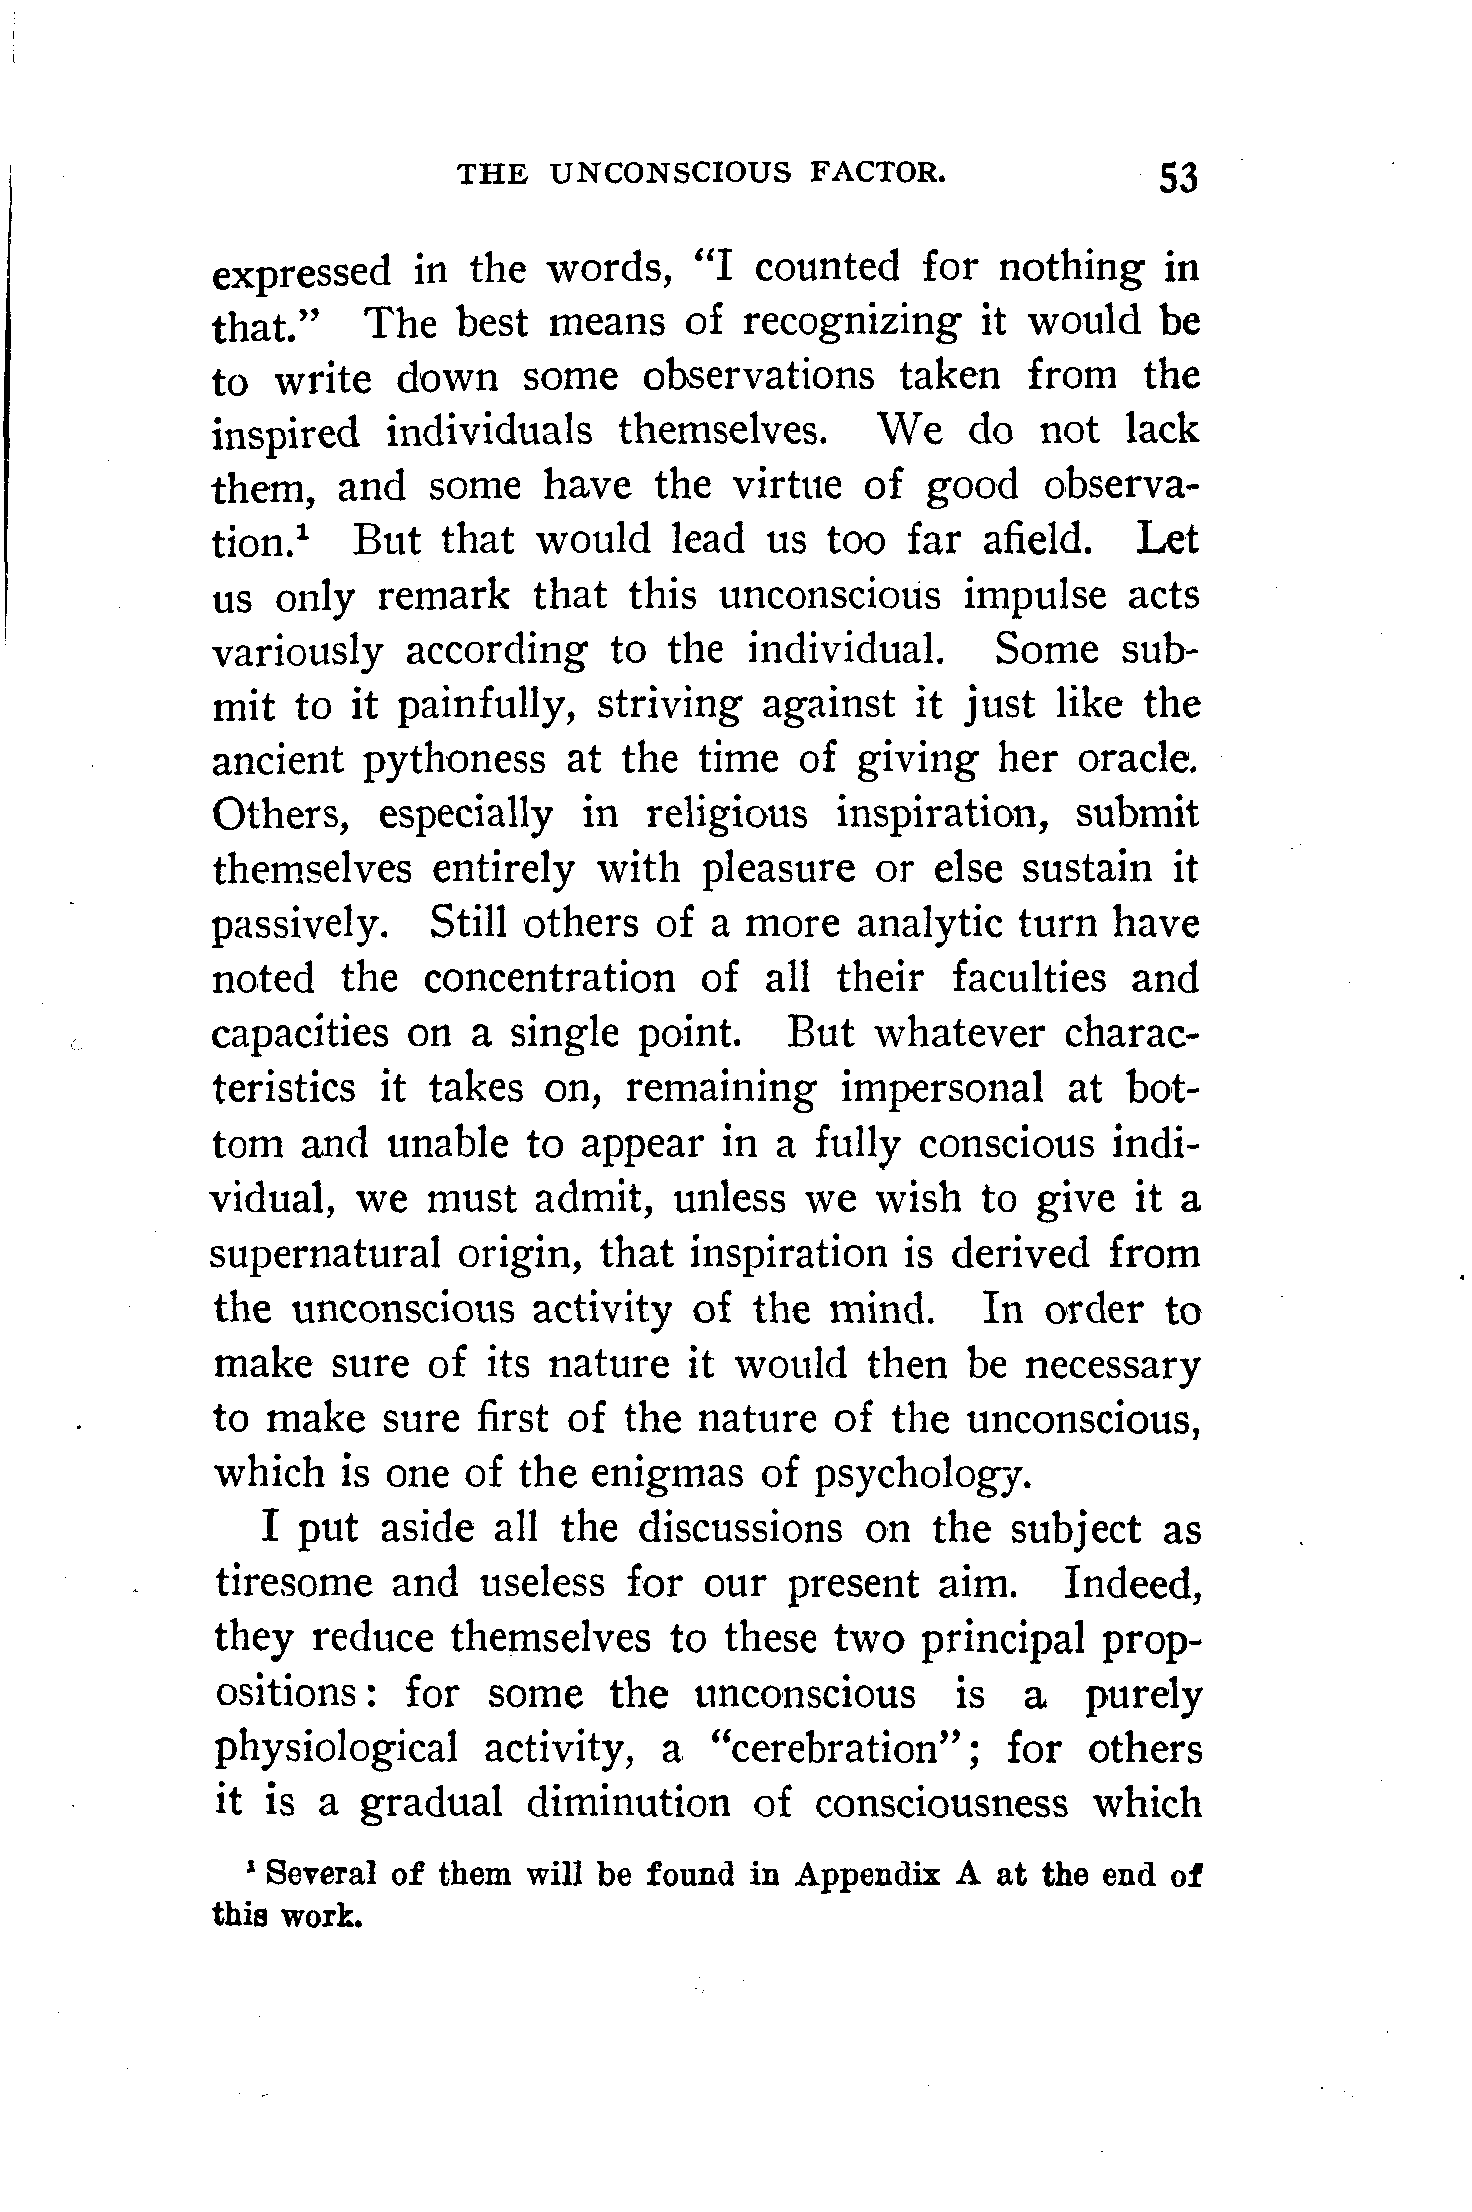 THE UNCONSCIOUS FACTOR. 53
expressed in the words, “I counted for nothing in
that.” The best means of recognizing it would be
to write down some observations taken from the
inspired individuals themselves. We do not lack
them, and some have the virtue of good observa-
tion.¹ But that would lead us too far afield. Let
us only remark that this unconscious impulse acts
variously according to the individual. Some sub-
mit to it painfully, striving against it just like the
ancient pythoness at the time of giving her oracle.
Others, especially in religious inspiration, submit
themselves entirely with pleasure or else sustain it
passively. Still others of a more analytic turn have
noted the concentration of all their faculties and
capacities on a single point. But whatever charac-
teristics it takes on, remaining impersonal at bot-
tom and unable to appear in a fully conscious indi-
vidual, we must admit, unless we wish to give it a
supernatural origin, that inspiration is derived from
the unconscious activity of the mind. In order to
make sure of its nature it would then be necessary
to make sure first of the nature of the unconscious,
which is one of the enigmas of psychology.
I put aside all the discussions on the subject as
tiresome and useless for our present aim. Indeed,
they reduce themselves to these two principal prop-
ositions: for some the unconscious is a purely
physiological activity, a “cerebration”; for others
it is a gradual diminution of consciousness which
¹ Several of them will be found in Appendix A at the end of
this work.